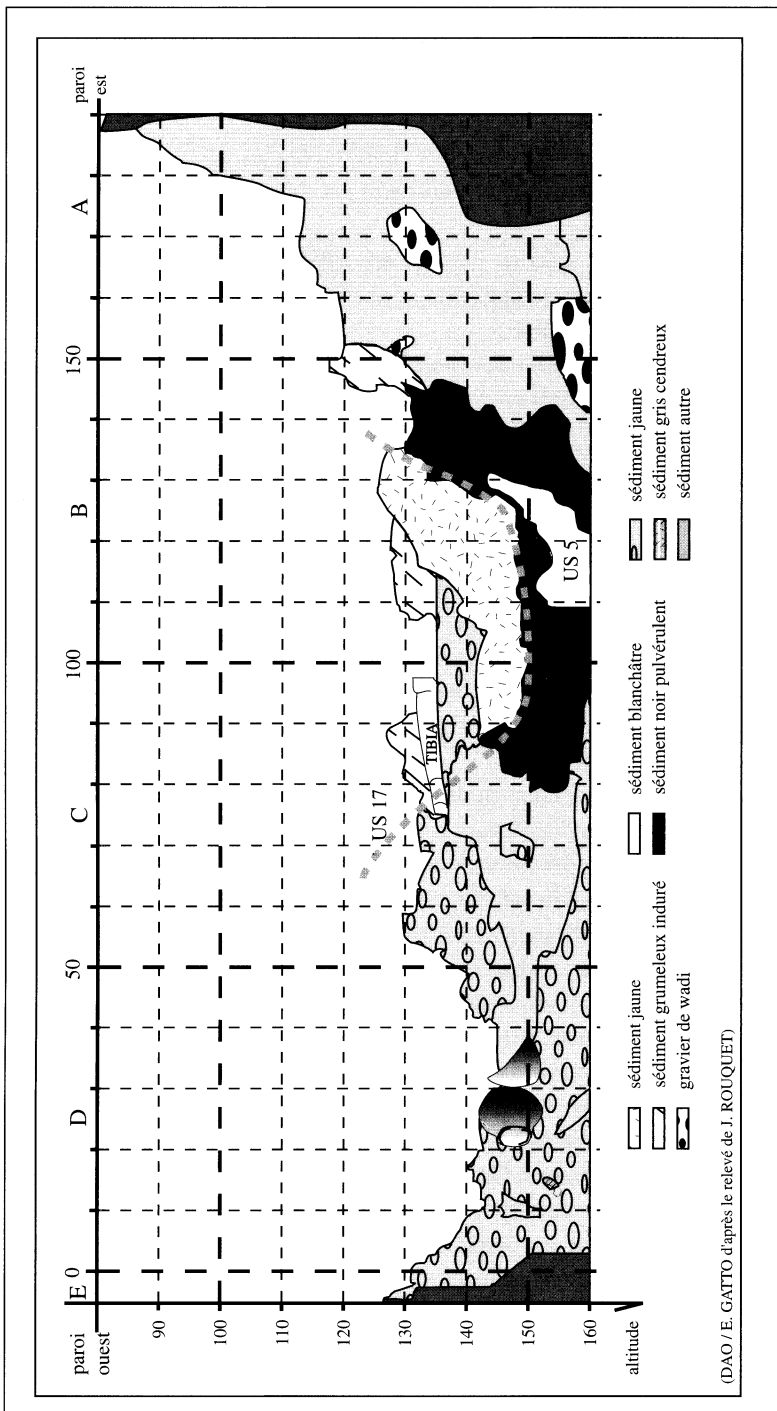 paroi
ouest
E
0
D
50
C
100
B
150
A
paroi
est
90
100
110
120
130
140
150
160
altitude
US 17
TIBIA
US 5
sédiment jaune
sédiment grumeleux induré
gravier de wadi
sédiment blanchâtre
sédiment noir pulvérulent
sédiment jaune
sédiment gris cendreux
sédiment autre
(DAO / E. GATTO d'après le relevé de J. ROUQUET)